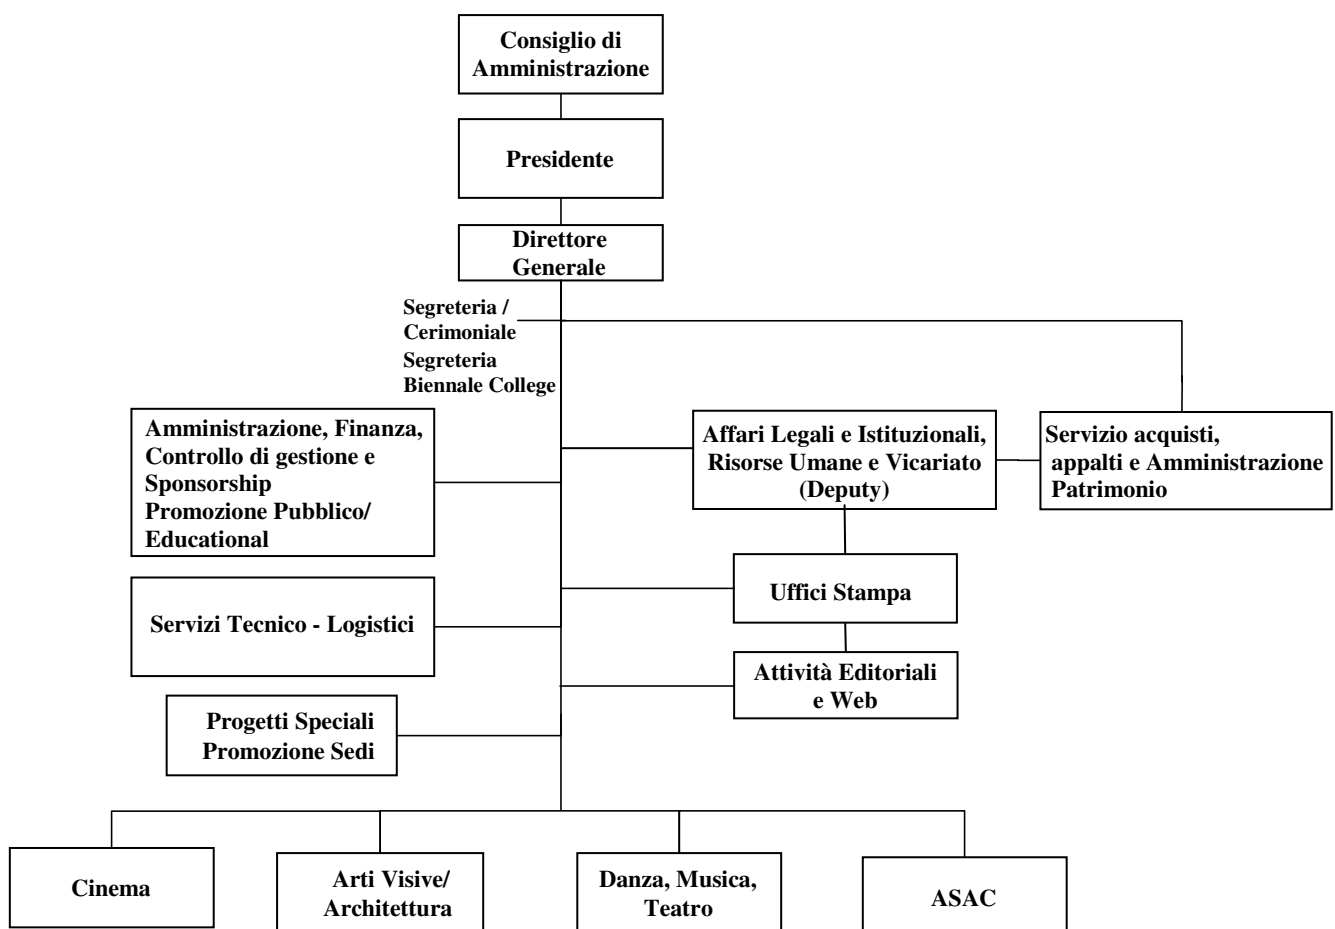 Consiglio di
Amministrazione
Presidente
Direttore
Generale
Segreteria /
Cerimoniale
Segreteria
Biennale College
Amministrazione, Finanza,
Controllo di gestione e
Sponsorship
Promozione Pubblico/
Educational
Affari Legali e Istituzionali,
Risorse Umane e Vicariato
(Deputy)
Servizio acquisti,
appalti e Amministrazione
Patrimonio
Uffici Stampa
Servizi Tecnico - Logistici
Attività Editoriali
e Web
Progetti Speciali
Promozione Sedi
Cinema
Arti Visive/
Architettura
Danza, Musica,
Teatro
ASAC